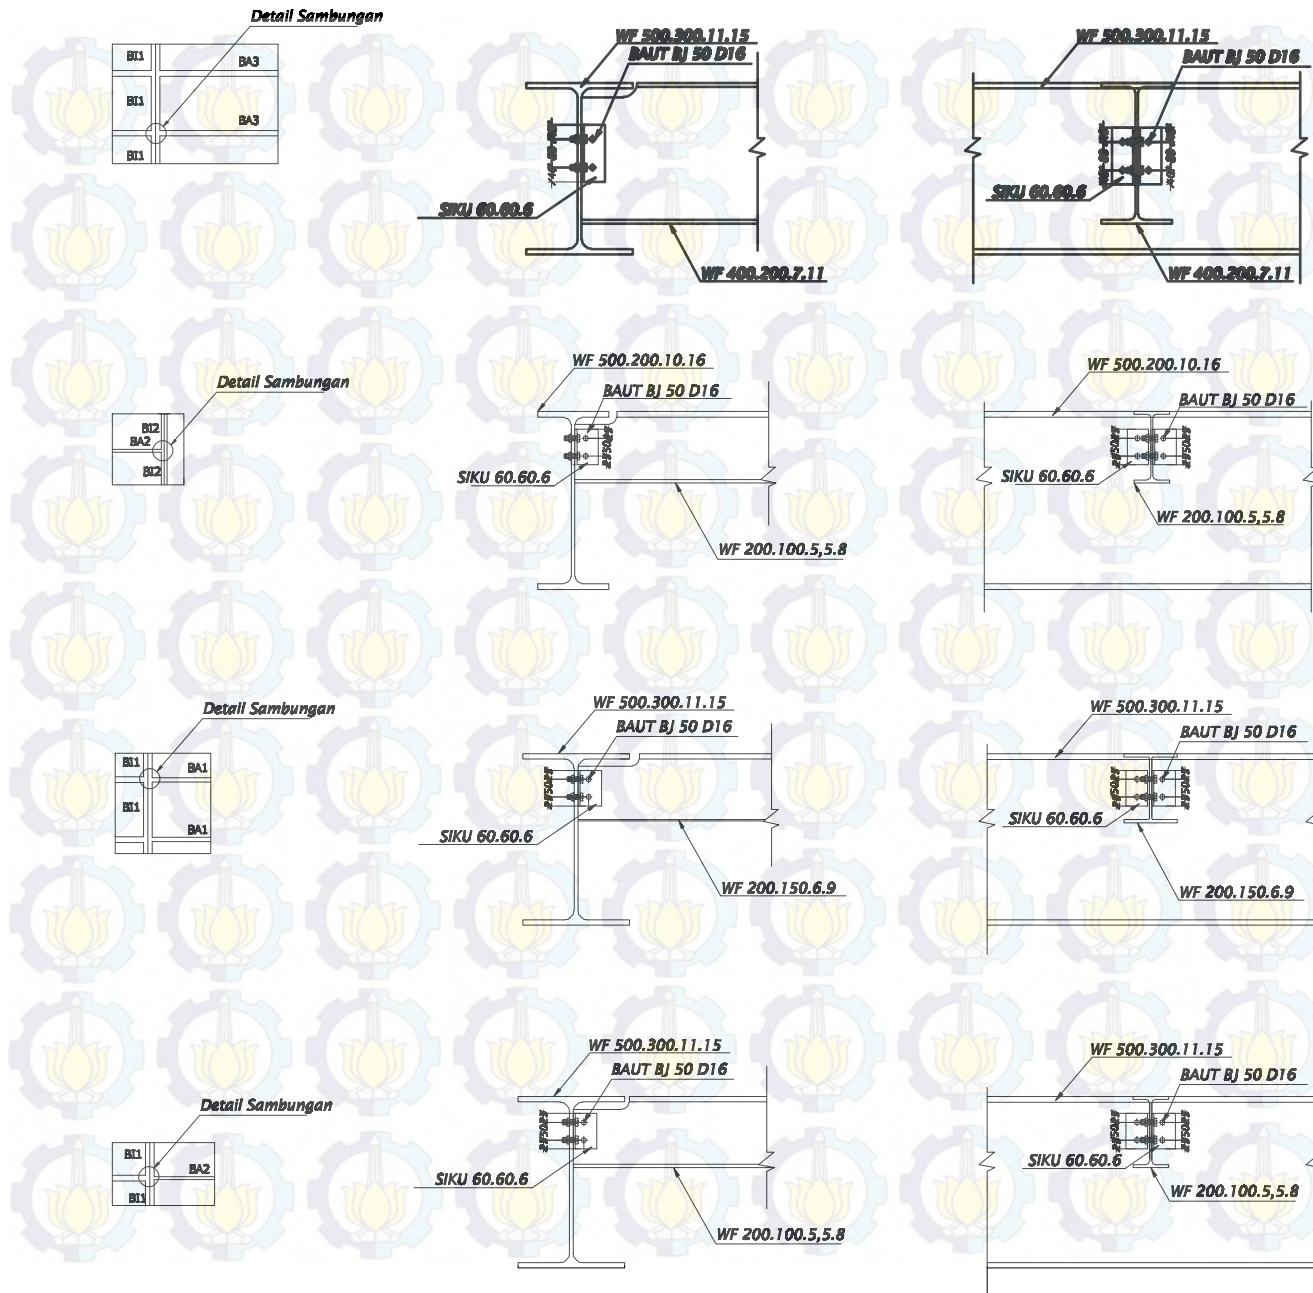 Detail Sambungan
BI1
BA3
BI1
BA3
BI1
WF 500.300.11.15
BAUT BJ 50 D16
SIKU 60.60.6
WF 400.200.7.11
WF 500.300.11.15
BAUT BJ 50 D16
SIKU 60.60.6
WF 400.200.7.11
Detail Sambungan
BI2
BA2
BI2
WF 500.200.10.16
BAUT BJ 50 D16
SIKU 60.60.6
WF 200.100.5,5.8
WF 500.200.10.16
BAUT BJ 50 D16
SIKU 60.60.6
WF 200.100.5,5.8
Detail Sambungan
BI1
BA1
BI1
BA1
WF 500.300.11.15
BAUT BJ 50 D16
SIKU 60.60.6
WF 200.150.6.9
WF 500.300.11.15
BAUT BJ 50 D16
SIKU 60.60.6
WF 200.150.6.9
Detail Sambungan
BI1
BA2
BI1
WF 500.300.11.15
BAUT BJ 50 D16
SIKU 60.60.6
WF 200.100.5,5.8
WF 500.300.11.15
BAUT BJ 50 D16
SIKU 60.60.6
WF 200.100.5,5.8